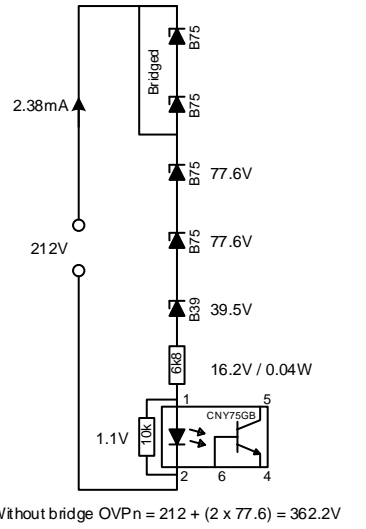 B75
Bridged
B75
2.38mA
B75
77.6V
212V
B75
77.6V
B39
39.5V
6k8
16.2V / 0.04W
1
5
CNY75GB
10k
1.1V
2
6
4
Without bridge OVPn = 212 + (2 x 77.6) = 362.2V